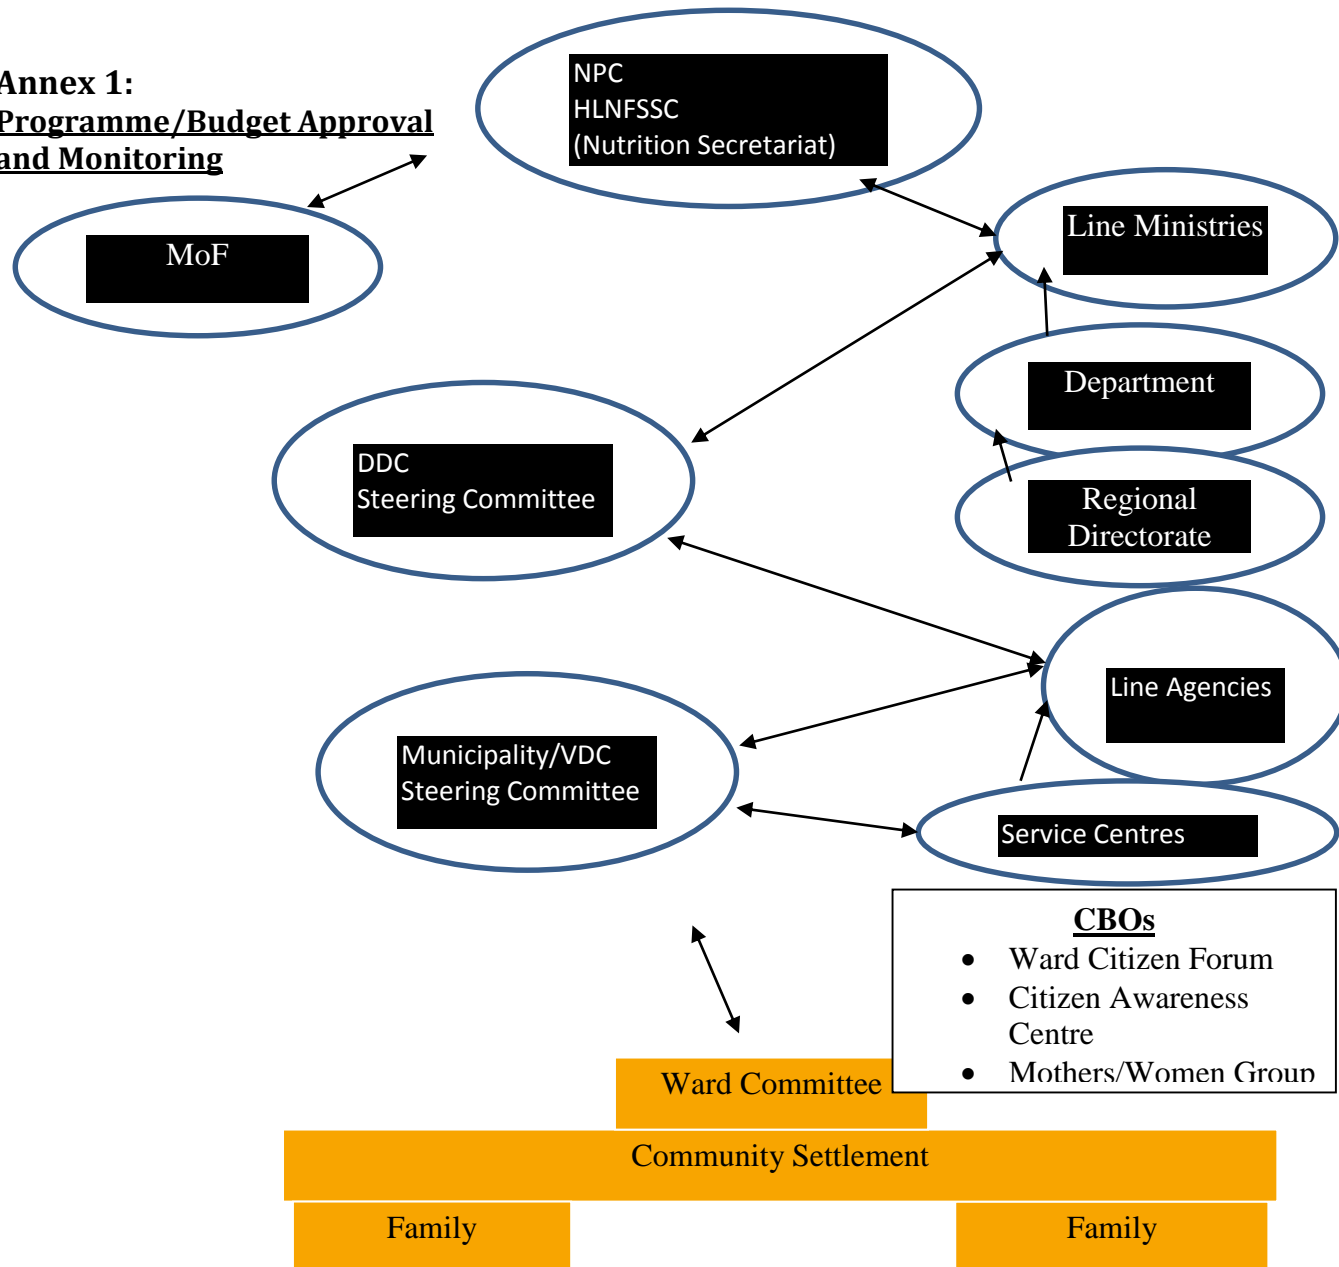 Annex 1:
Programme/Budget Approval
and Monitoring
NPC
HLNFSSC
(Nutrition Secretariat)
MoF
Line Ministries
Department
DDC
Steering Committee
Regional
Directorate
Line Agencies
Municipality/VDC
Steering Committee
Service Centres
CBOs
• Ward Citizen Forum
• Citizen Awareness
Centre
• Mothers/Women Group
Ward Committee
Community Settlement
Family
Family